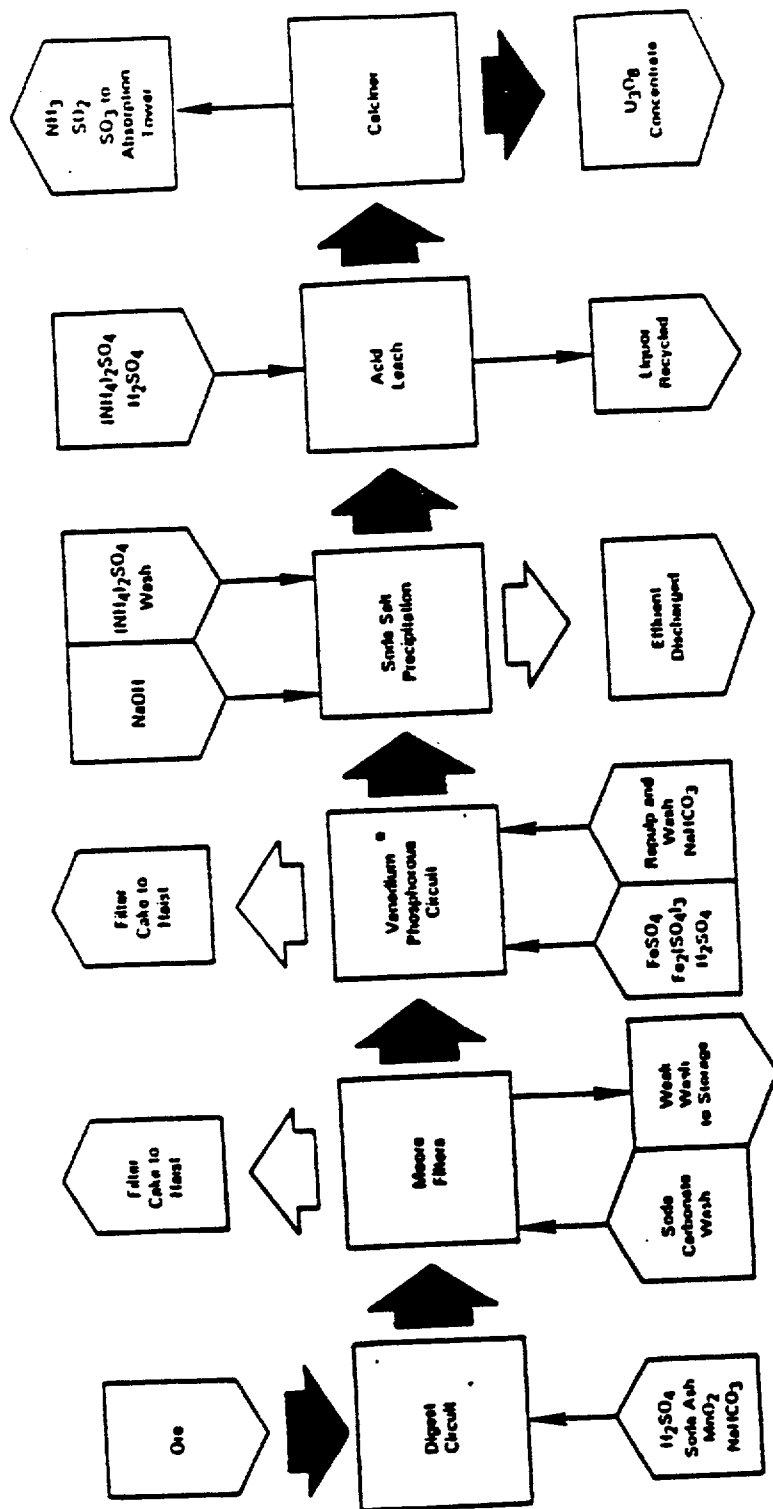 Ore
Digest
Circuit
H2SO4
Soda Ash
MnO2
NaHCO3
Filter
Cake to
Heist
Moore
Filters
Soda
Carbonate
Wash
Weak
Wash
to Storage
Filter
Cake to
Heist
Vanadium
Phosphorous
Circuit
FeSO4
Fe2(SO4)3
H2SO4
Repulp and
Wash
NaHCO3
NaOH
(NH4)2SO4
Wash
Soda Salt
Precipitation
Effluent
Discharged
(NH4)2SO4
H2SO4
Acid
Leach
Liquor
Recycled
NH3
SO2
SO3 to
Absorption
Tower
Calciner
U3O8
Concentrate